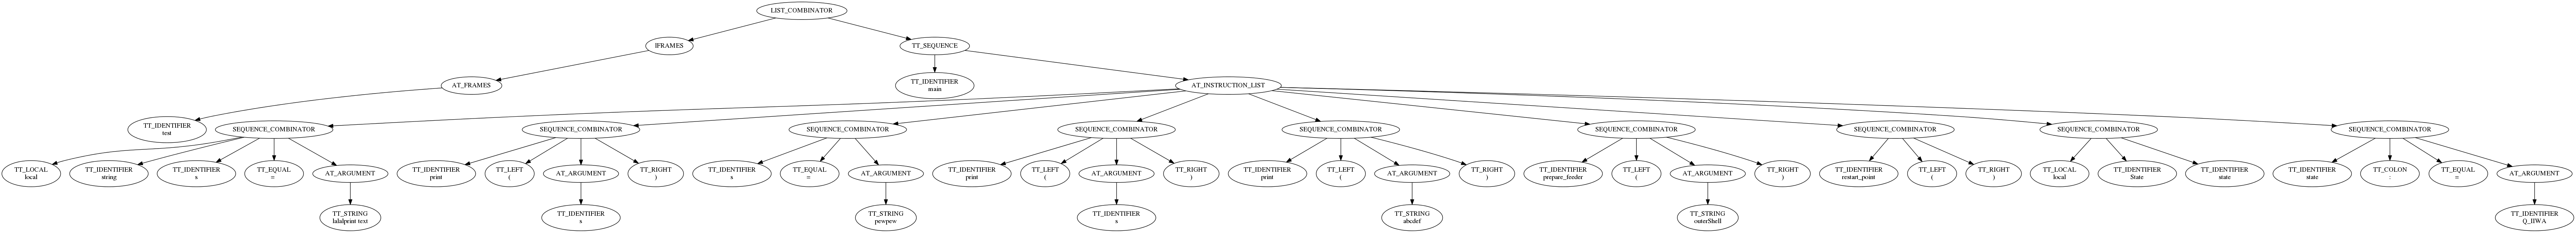 LIST_COMBINATOR
IFRAMES
TT_SEQUENCE
AT_FRAMES
TT_IDENTIFIER
main
AT_INSTRUCTION_LIST
TT_IDENTIFIER
test
SEQUENCE_COMBINATOR
SEQUENCE_COMBINATOR
SEQUENCE_COMBINATOR
SEQUENCE_COMBINATOR
SEQUENCE_COMBINATOR
SEQUENCE_COMBINATOR
SEQUENCE_COMBINATOR
SEQUENCE_COMBINATOR
SEQUENCE_COMBINATOR
TT_LOCAL
local
TT_IDENTIFIER
string
TT_IDENTIFIER
s
TT_EQUAL
=
AT_ARGUMENT
TT_IDENTIFIER
print
TT_LEFT
(
AT_ARGUMENT
TT_RIGHT
)
TT_IDENTIFIER
s
TT_EQUAL
=
AT_ARGUMENT
TT_IDENTIFIER
print
TT_LEFT
(
AT_ARGUMENT
TT_RIGHT
)
TT_IDENTIFIER
print
TT_LEFT
(
AT_ARGUMENT
TT_RIGHT
)
TT_IDENTIFIER
prepare_feeder
TT_LEFT
(
AT_ARGUMENT
TT_RIGHT
)
TT_IDENTIFIER
restart_point
TT_LEFT
(
TT_RIGHT
)
TT_LOCAL
local
TT_IDENTIFIER
State
TT_IDENTIFIER
state
TT_IDENTIFIER
state
TT_COLON
:
TT_EQUAL
=
AT_ARGUMENT
TT_STRING
lalalprint text
TT_IDENTIFIER
s
TT_STRING
pewpew
TT_IDENTIFIER
s
TT_STRING
abcdef
TT_STRING
outerShell
TT_IDENTIFIER